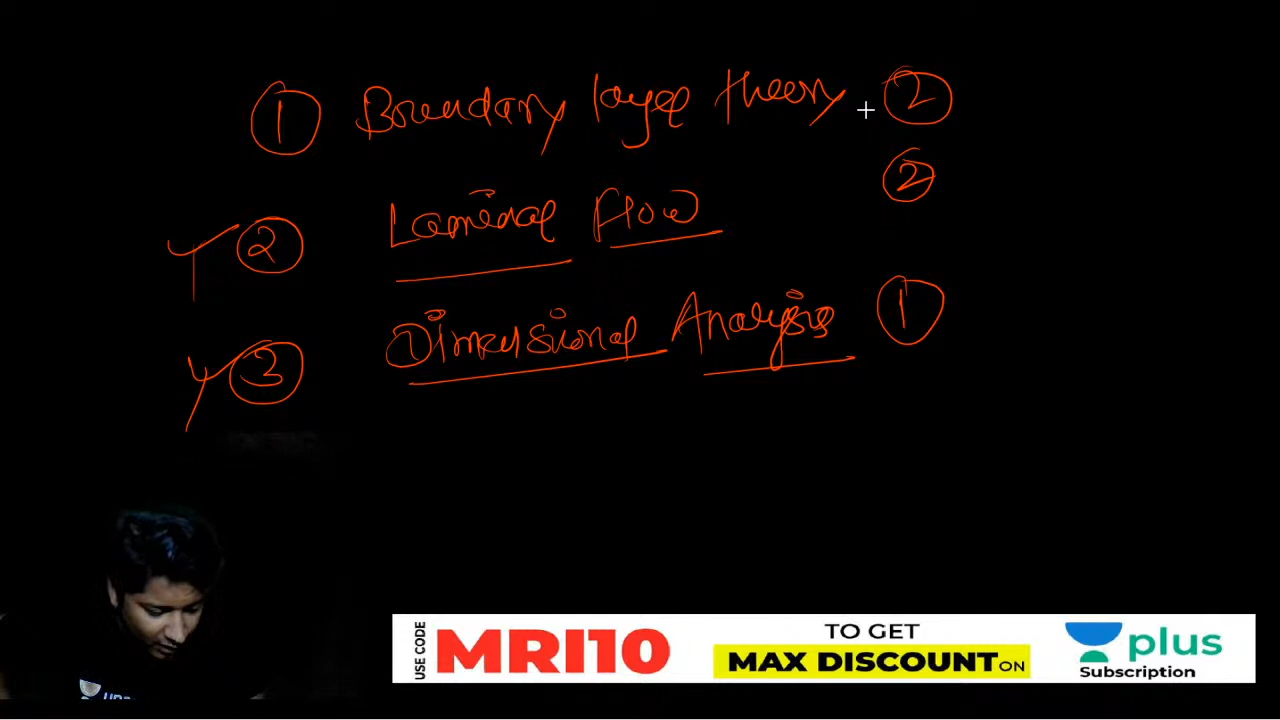 ① Boundary layer theory ②
②
② Laminar flow
③ Dimensional Analysis ①
USE CODE MRI10 TO GET MAX DISCOUNT ON plus Subscription